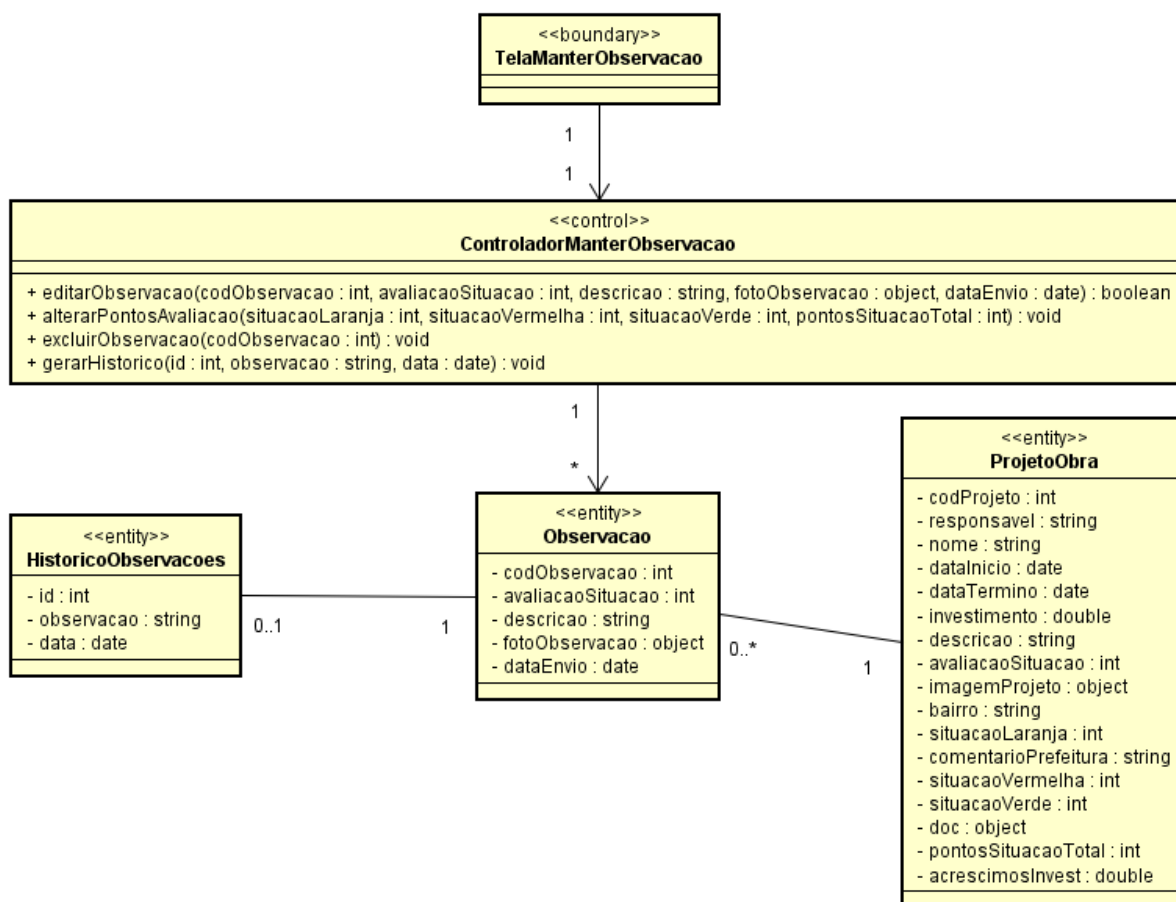 <<boundary>>
TelaManterObservacao
1
1
<<control>>
ControladorManterObservacao
+ editarObservacao(codObservacao : int, avaliacaoSituacao : int, descricao : string, fotoObservacao : object, dataEnvio : date) : boolean
+ alterarPontosAvaliacao(situacaoLaranja : int, situacaoVermelha : int, situacaoVerde : int, pontosSituacaoTotal : int) : void
+ excluirObservacao(codObservacao : int) : void
+ gerarHistorico(id : int, observacao : string, data : date) : void
1
*
<<entity>>
HistoricoObservacoes
- id : int
- observacao : string
- data : date
0..1
1
<<entity>>
Observacao
- codObservacao : int
- avaliacaoSituacao : int
- descricao : string
- fotoObservacao : object
- dataEnvio : date
0..*
1
<<entity>>
ProjetoObra
- codProjeto : int
- responsavel : string
- nome : string
- dataInicio : date
- dataTermino : date
- investimento : double
- descricao : string
- avaliacaoSituacao : int
- imagemProjeto : object
- bairro : string
- situacaoLaranja : int
- comentarioPrefeitura : string
- situacaoVermelha : int
- situacaoVerde : int
- doc : object
- pontosSituacaoTotal : int
- acrescimosInvest : double